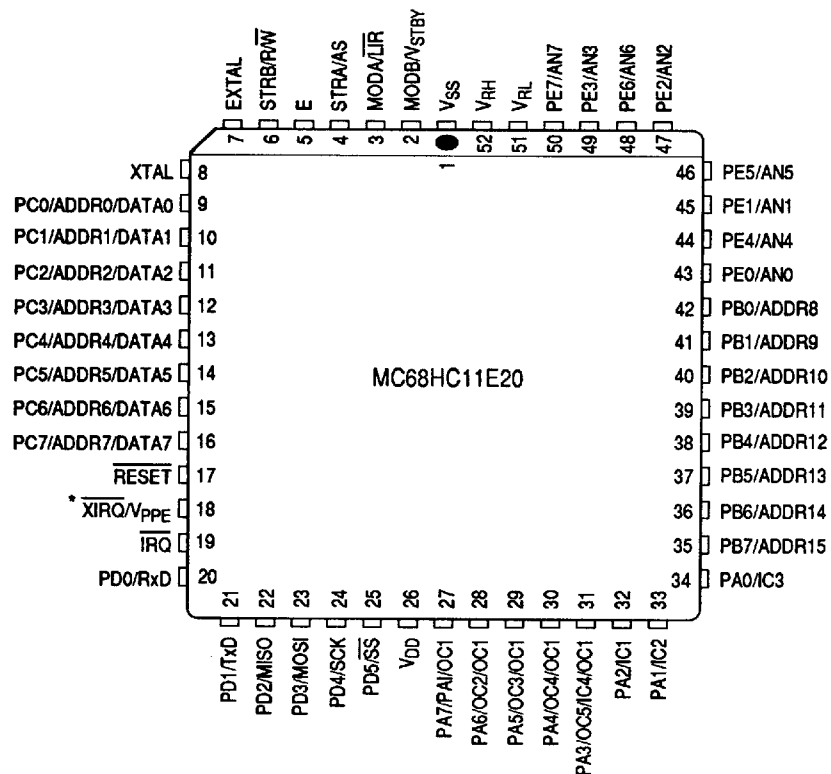 EXTAL
STRB/R/W
E
STRA/AS
MODA/LIR
MODB/VSTBY
VSS
VRH
VRL
PE7/AN7
PE3/AN3
PE6/AN6
PE2/AN2
7
6
5
4
3
2
1
52
51
50
49
48
47
XTAL 8
PC0/ADDR0/DATA0 9
PC1/ADDR1/DATA1 10
PC2/ADDR2/DATA2 11
PC3/ADDR3/DATA3 12
PC4/ADDR4/DATA4 13
PC5/ADDR5/DATA5 14
PC6/ADDR6/DATA6 15
PC7/ADDR7/DATA7 16
RESET 17
* XIRQ/VPPE 18
IRQ 19
PD0/RxD 20
MC68HC11E20
46 PE5/AN5
45 PE1/AN1
44 PE4/AN4
43 PE0/AN0
42 PB0/ADDR8
41 PB1/ADDR9
40 PB2/ADDR10
39 PB3/ADDR11
38 PB4/ADDR12
37 PB5/ADDR13
36 PB6/ADDR14
35 PB7/ADDR15
34 PA0/IC3
21
22
23
24
25
26
27
28
29
30
31
32
33
PD1/TxD
PD2/MISO
PD3/MOSI
PD4/SCK
PD5/SS
VDD
PA7/PAI/OC1
PA6/OC2/OC1
PA5/OC3/OC1
PA4/OC4/OC1
PA3/OC5/IC4/OC1
PA2/IC1
PA1/IC2